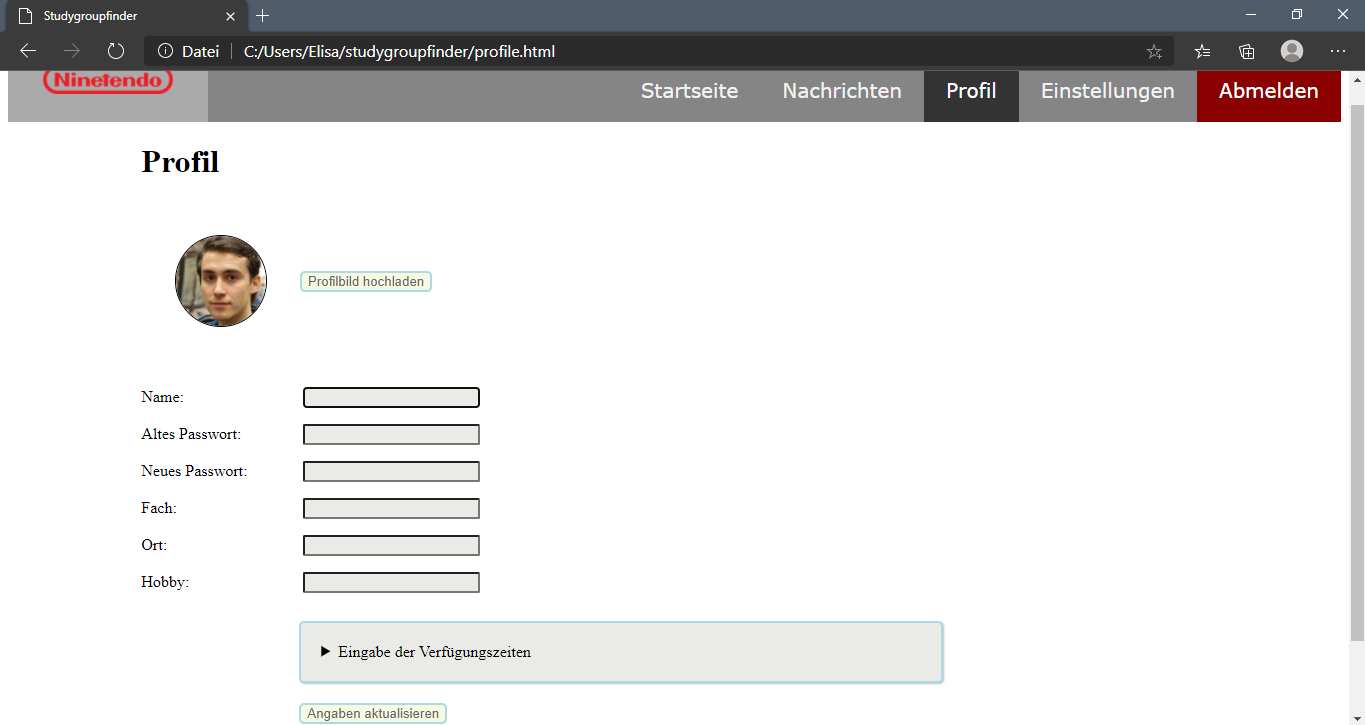 Studygroupfinder
Datei C:/Users/Elisa/studygroupfinder/profile.html
Ninetendo
Startseite Nachrichten Profil Einstellungen Abmelden
Profil
Profilbild hochladen
Name:
Altes Passwort:
Neues Passwort:
Fach:
Ort:
Hobby:
Eingabe der Verfügungszeiten
Angaben aktualisieren